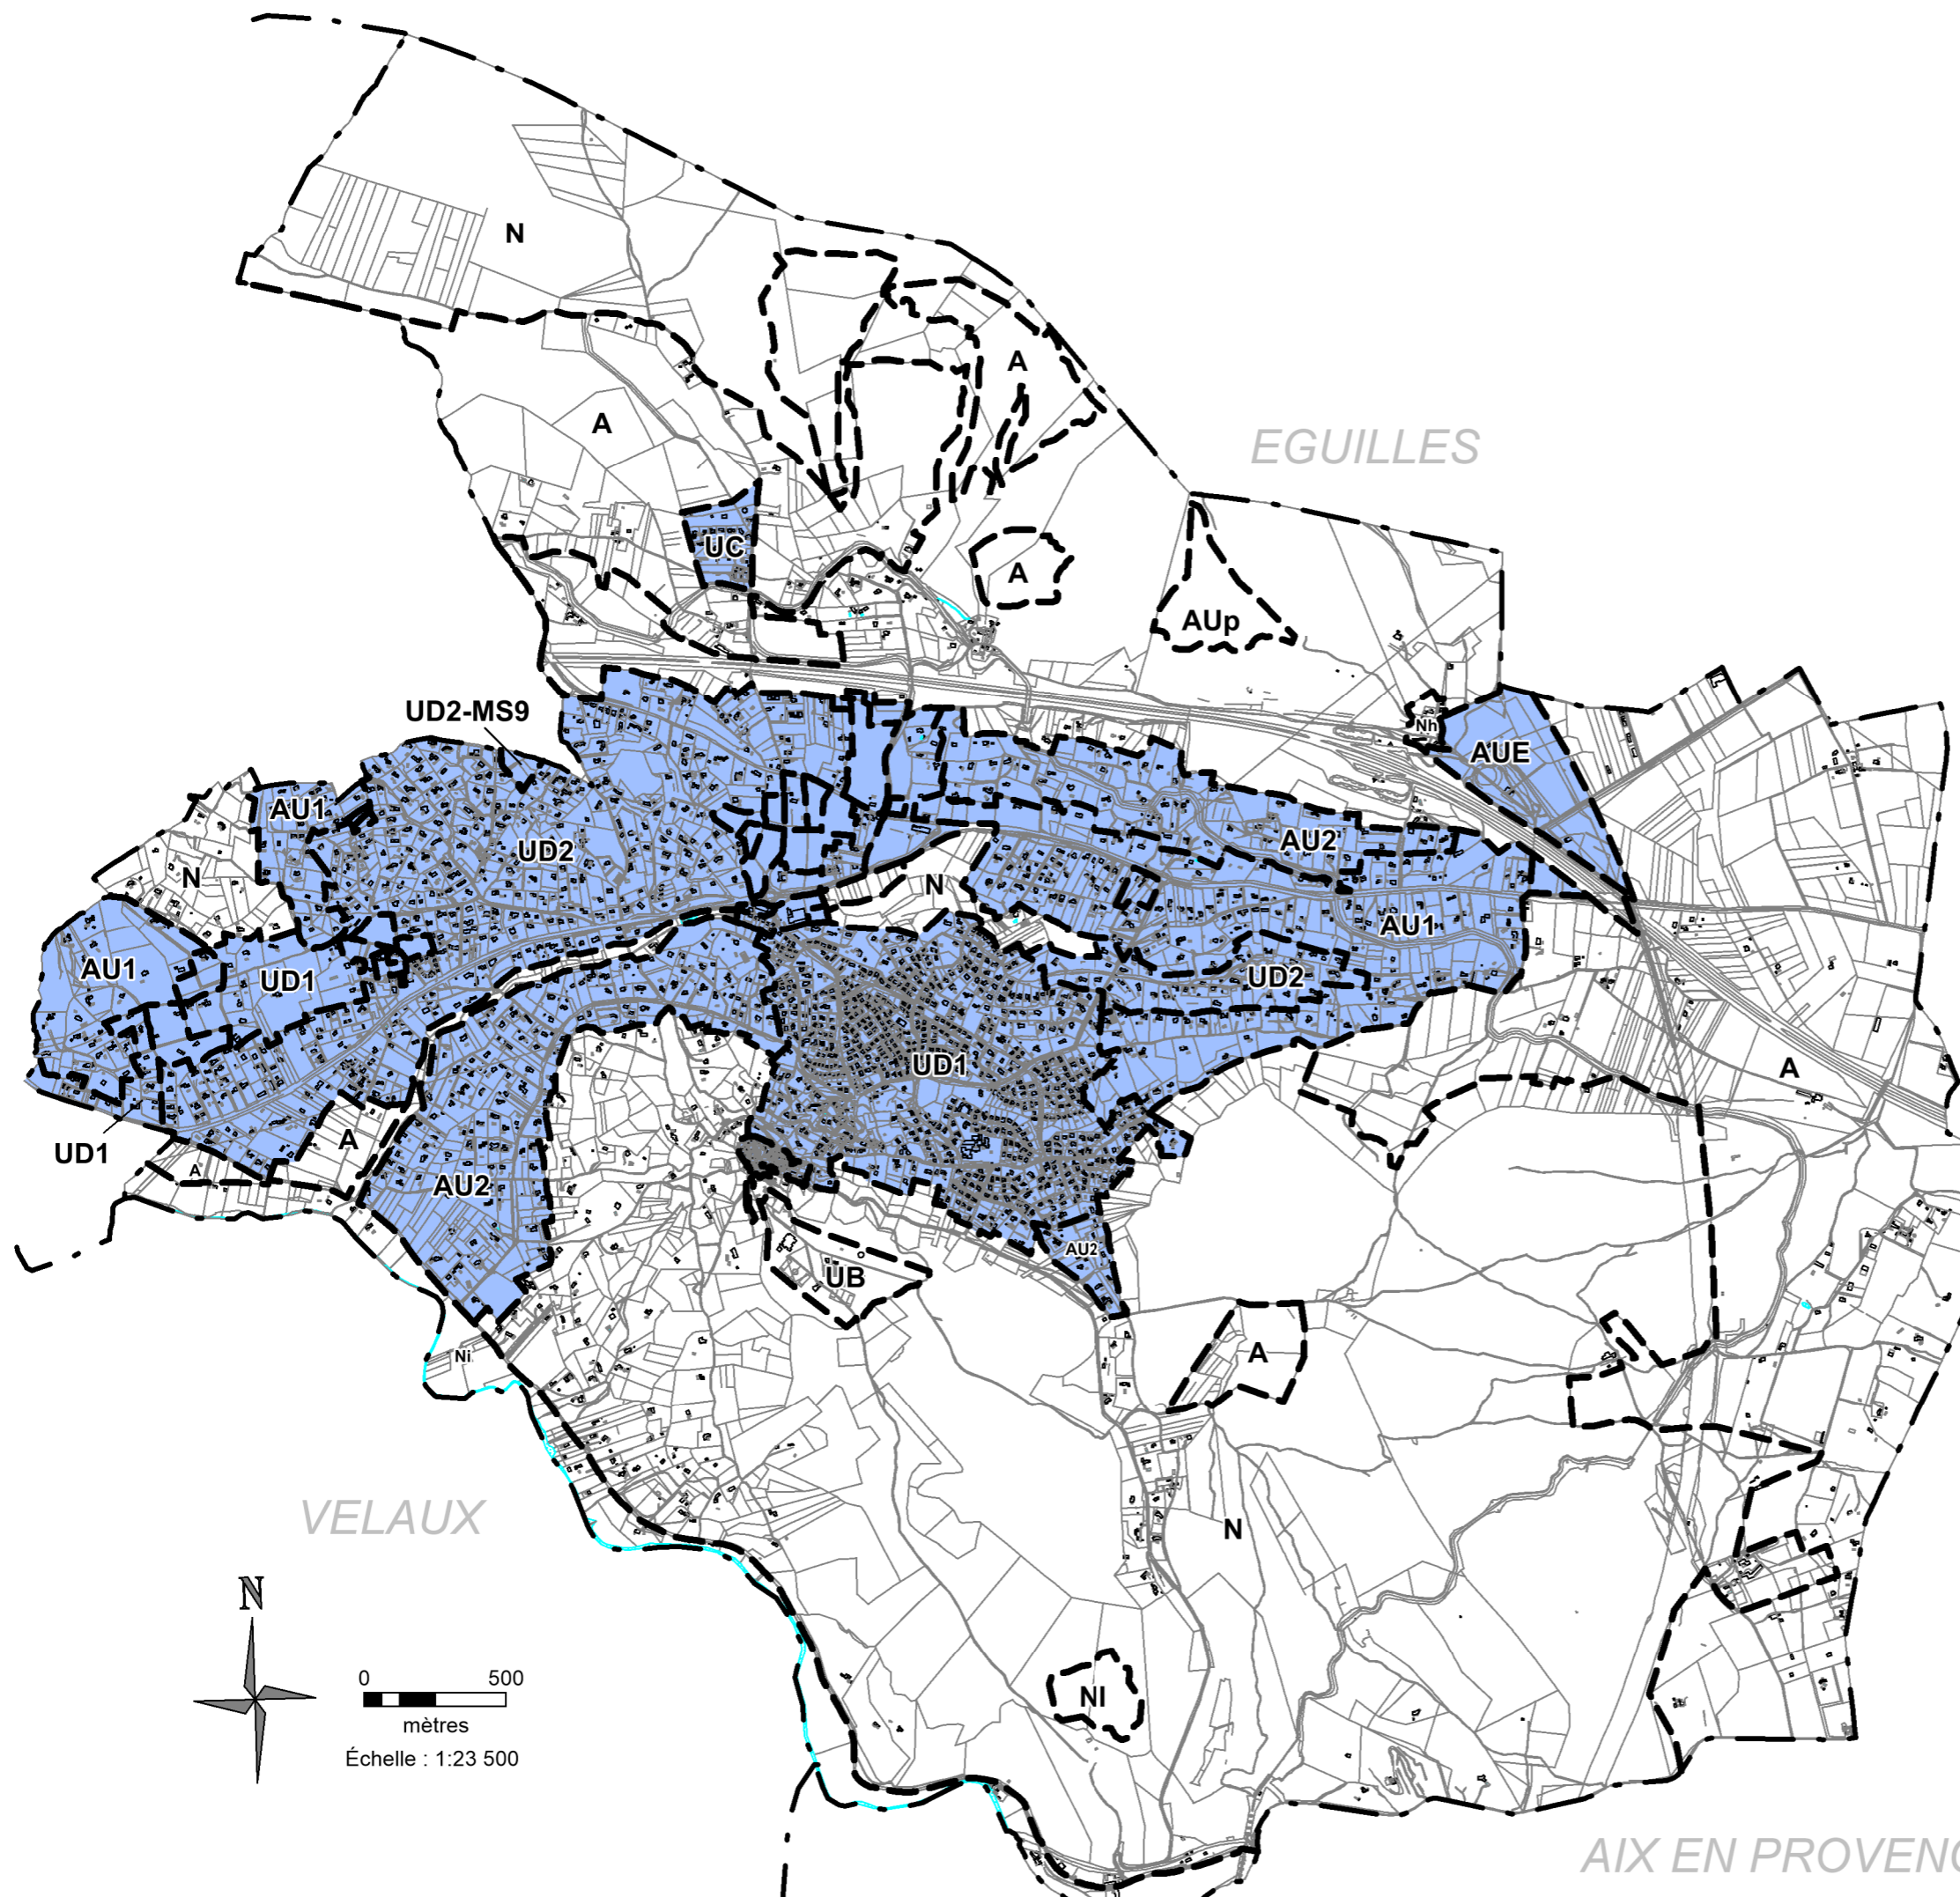 N
A
A
EGUILLES
UC
A
AUp
UD2-MS9
Nh
AUE
AU1
UD2
AU2
N
N
AU1
AU1
UD1
UD2
UD1
A
A
UD1
A
AU2
AU2
UB
Ni
A
VELAUX
N
N
0 500
mètres
Échelle : 1:23 500
NI
AIX EN PROVENC